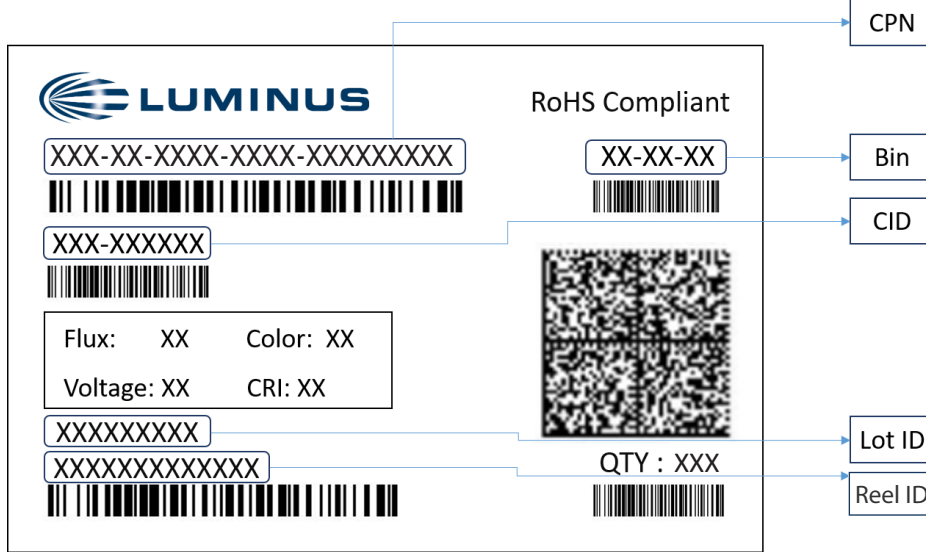 CPN
LUMINUS
RoHS Compliant
XXX-XX-XXXX-XXXX-XXXXXXXXX
XX-XX-XX
Bin
CID
XXX-XXXXXX
Flux: XX Color: XX
Voltage: XX CRI: XX
XXXXXXXXX
Lot ID
XXXXXXXXXXXXX
QTY : XXX
Reel ID